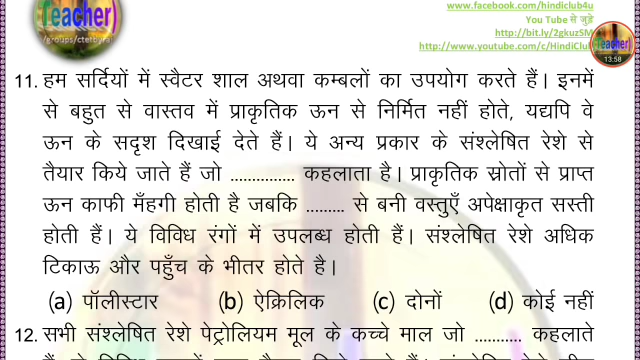 Teacher)
/groups/ctetbyra
www.facebook.com/hindiclub4u
You Tube से जुड़े
http://bit.ly/2gkuzSM
http://www.youtube.com/c/HindiClu
Teacher)
13:58
11. हम सर्दियों में स्वैटर शाल अथवा कम्बलों का उपयोग करते हैं। इनमें
से बहुत से वास्तव में प्राकृतिक ऊन से निर्मित नहीं होते, यद्यपि वे
ऊन के सदृश दिखाई देते हैं। ये अन्य प्रकार के संश्लेषित रेशे से
तैयार किये जाते हैं जो ............... कहलाता है। प्राकृतिक स्रोतों से प्राप्त
ऊन काफी मँहगी होती है जबकि ......... से बनी वस्तुएँ अपेक्षाकृत सस्ती
होती हैं। ये विविध रंगों में उपलब्ध होती हैं। संश्लेषित रेशे अधिक
टिकाऊ और पहुँच के भीतर होते है।
(a) पॉलीस्टार (b) ऐक्रिलिक (c) दोनों (d) कोई नहीं
12. सभी संश्लेषित रेशे पेट्रोलियम मूल के कच्चे माल जो ........... कहलाते